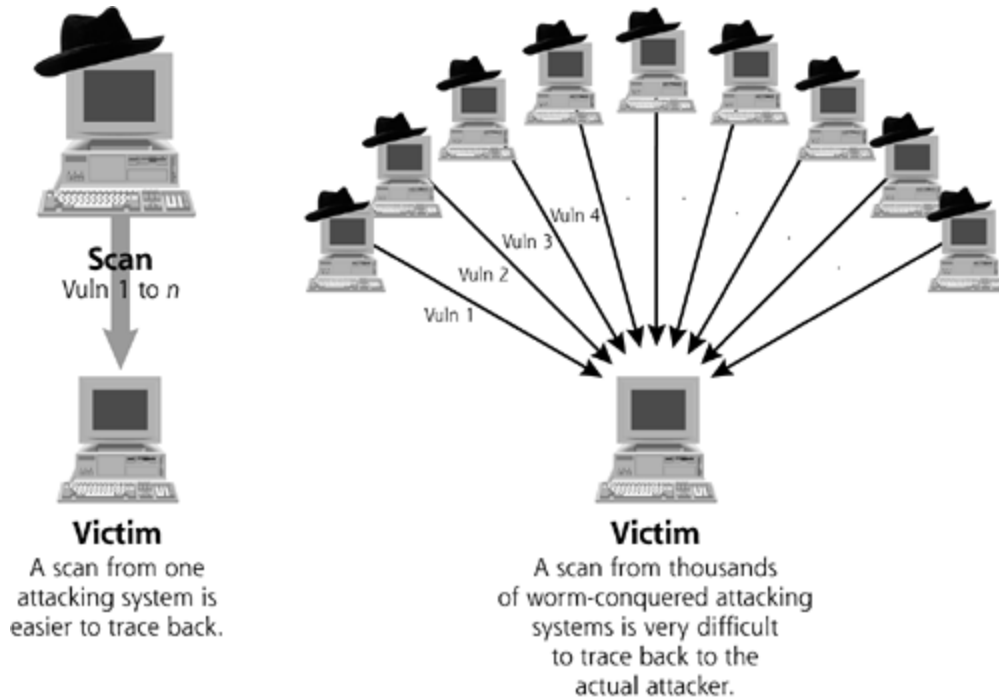 Scan
Vuln 1 to n
Victim
A scan from one
attacking system is
easier to trace back.
Vuln 4
Vuln 3
Vuln 2
Vuln 1
Victim
A scan from thousands
of worm-conquered attacking
systems is very difficult
to trace back to the
actual attacker.